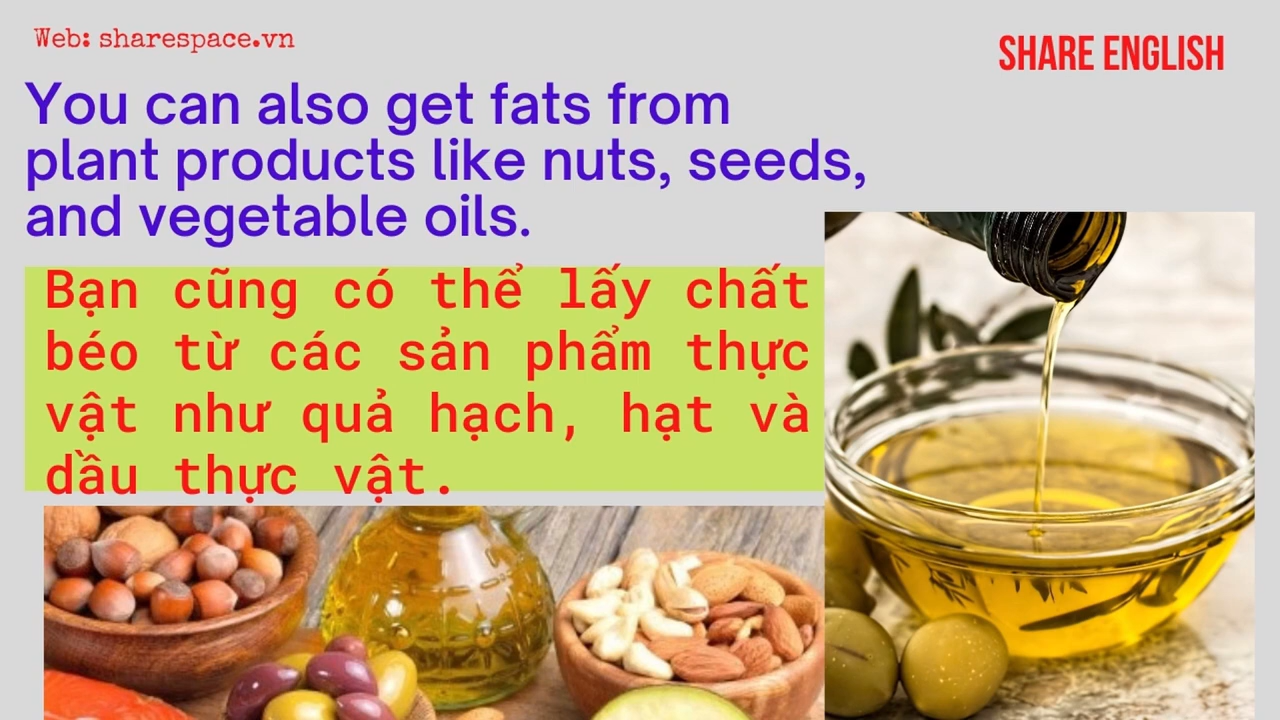 Web: sharespace.vn
SHARE ENGLISH
You can also get fats from
plant products like nuts, seeds,
and vegetable oils.
Bạn cũng có thể lấy chất
béo từ các sản phẩm thực
vật như quả hạch, hạt và
dầu thực vật.